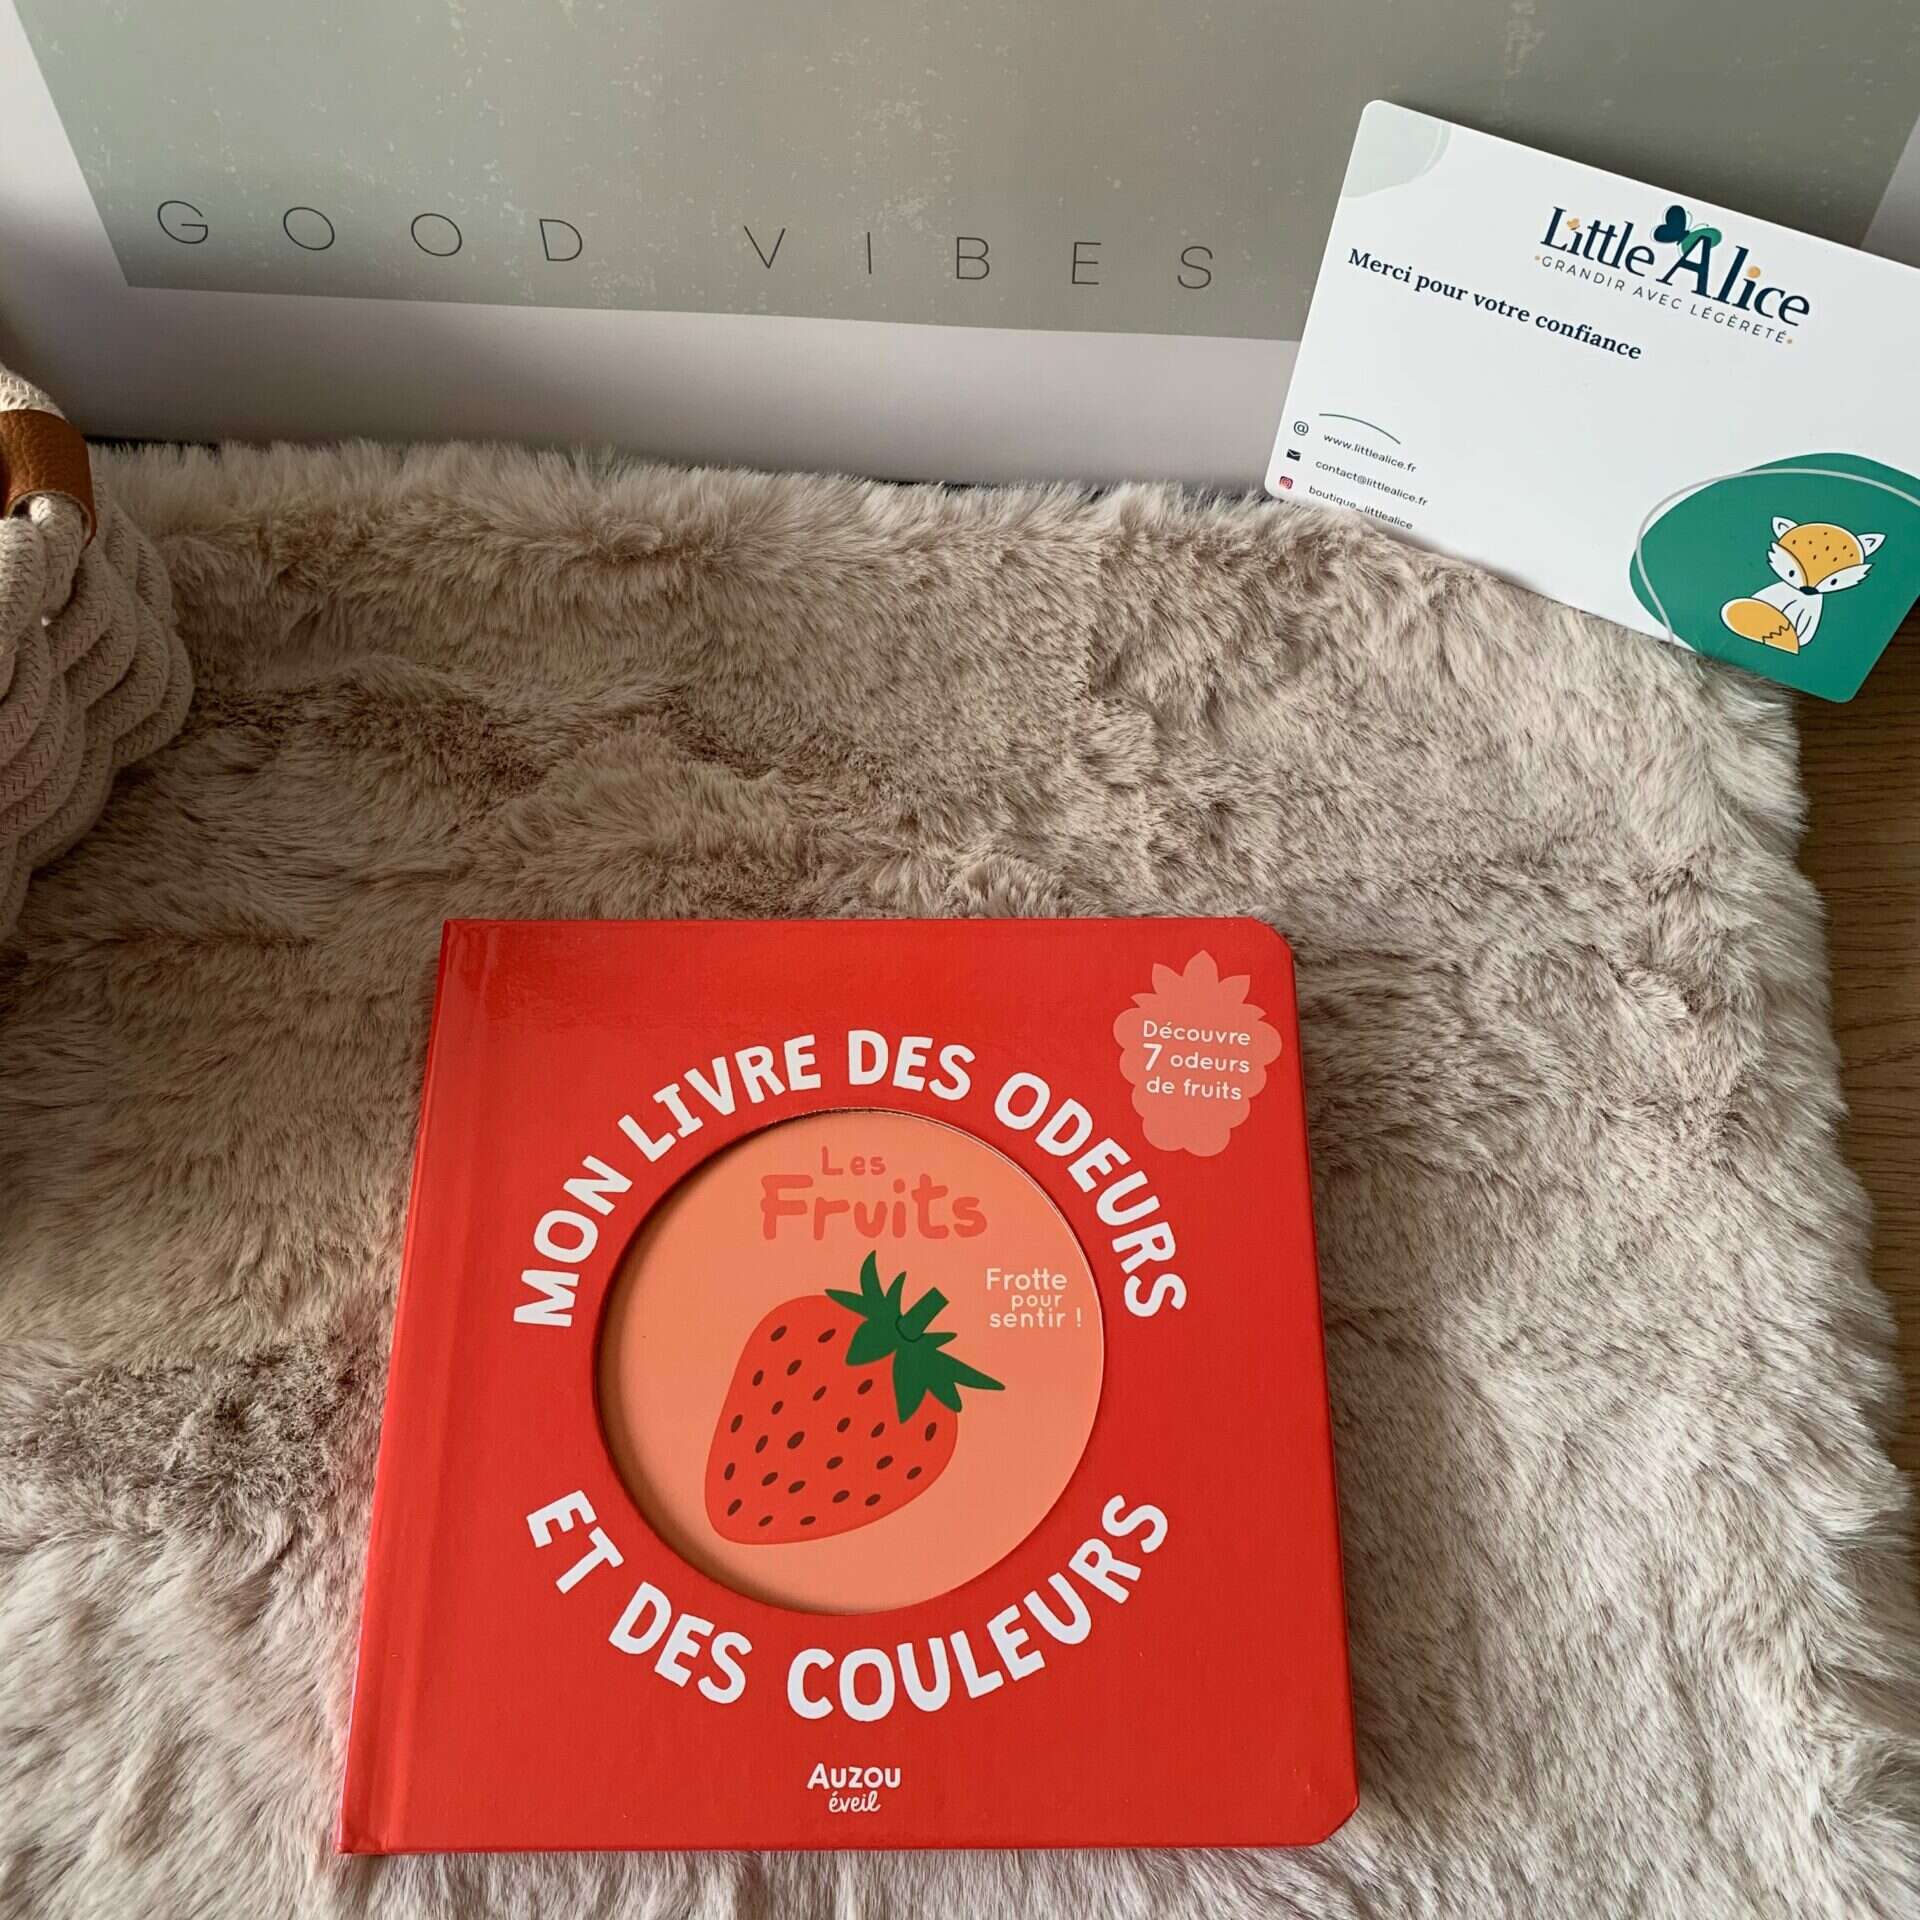 GOOD VIBES
Little Alice
•GRANDIR AVEC LÉGÈRETÉ•
Merci pour votre confiance
www.littlealice.fr
contact@littlealice.fr
boutique_littlealice
Découvre
7 odeurs
de fruits
MON LIVRE DES ODEURS
Les
Fruits
Frotte
pour
sentir !
ET DES COULEURS
AUZOU
éveil